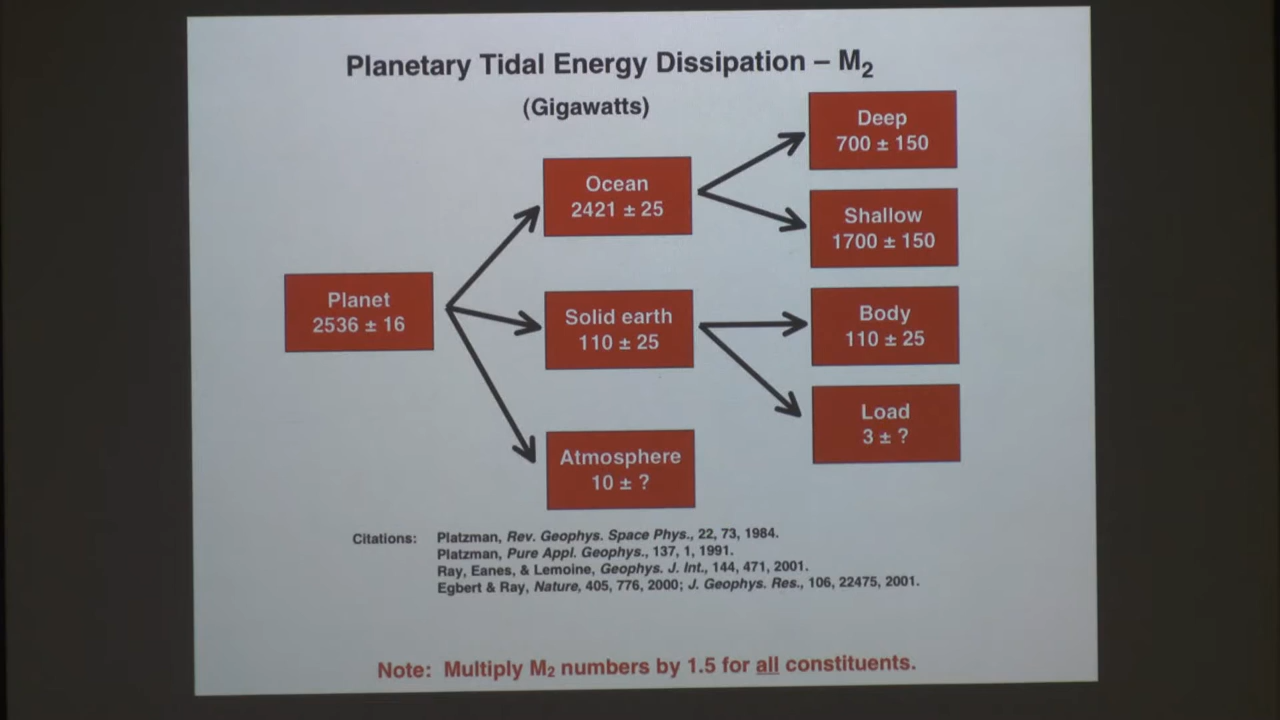 Planetary Tidal Energy Dissipation – M₂
(Gigawatts)
Planet
2536 ± 16
Ocean
2421 ± 25
Solid earth
110 ± 25
Atmosphere
10 ± ?
Deep
700 ± 150
Shallow
1700 ± 150
Body
110 ± 25
Load
3 ± ?
Citations: Platzman, Rev. Geophys. Space Phys., 22, 73, 1984.
Platzman, Pure Appl. Geophys., 137, 1, 1991.
Ray, Eanes, & Lemoine, Geophys. J. Int., 144, 471, 2001.
Egbert & Ray, Nature, 405, 776, 2000; J. Geophys. Res., 106, 22475, 2001.
Note: Multiply M₂ numbers by 1.5 for all constituents.